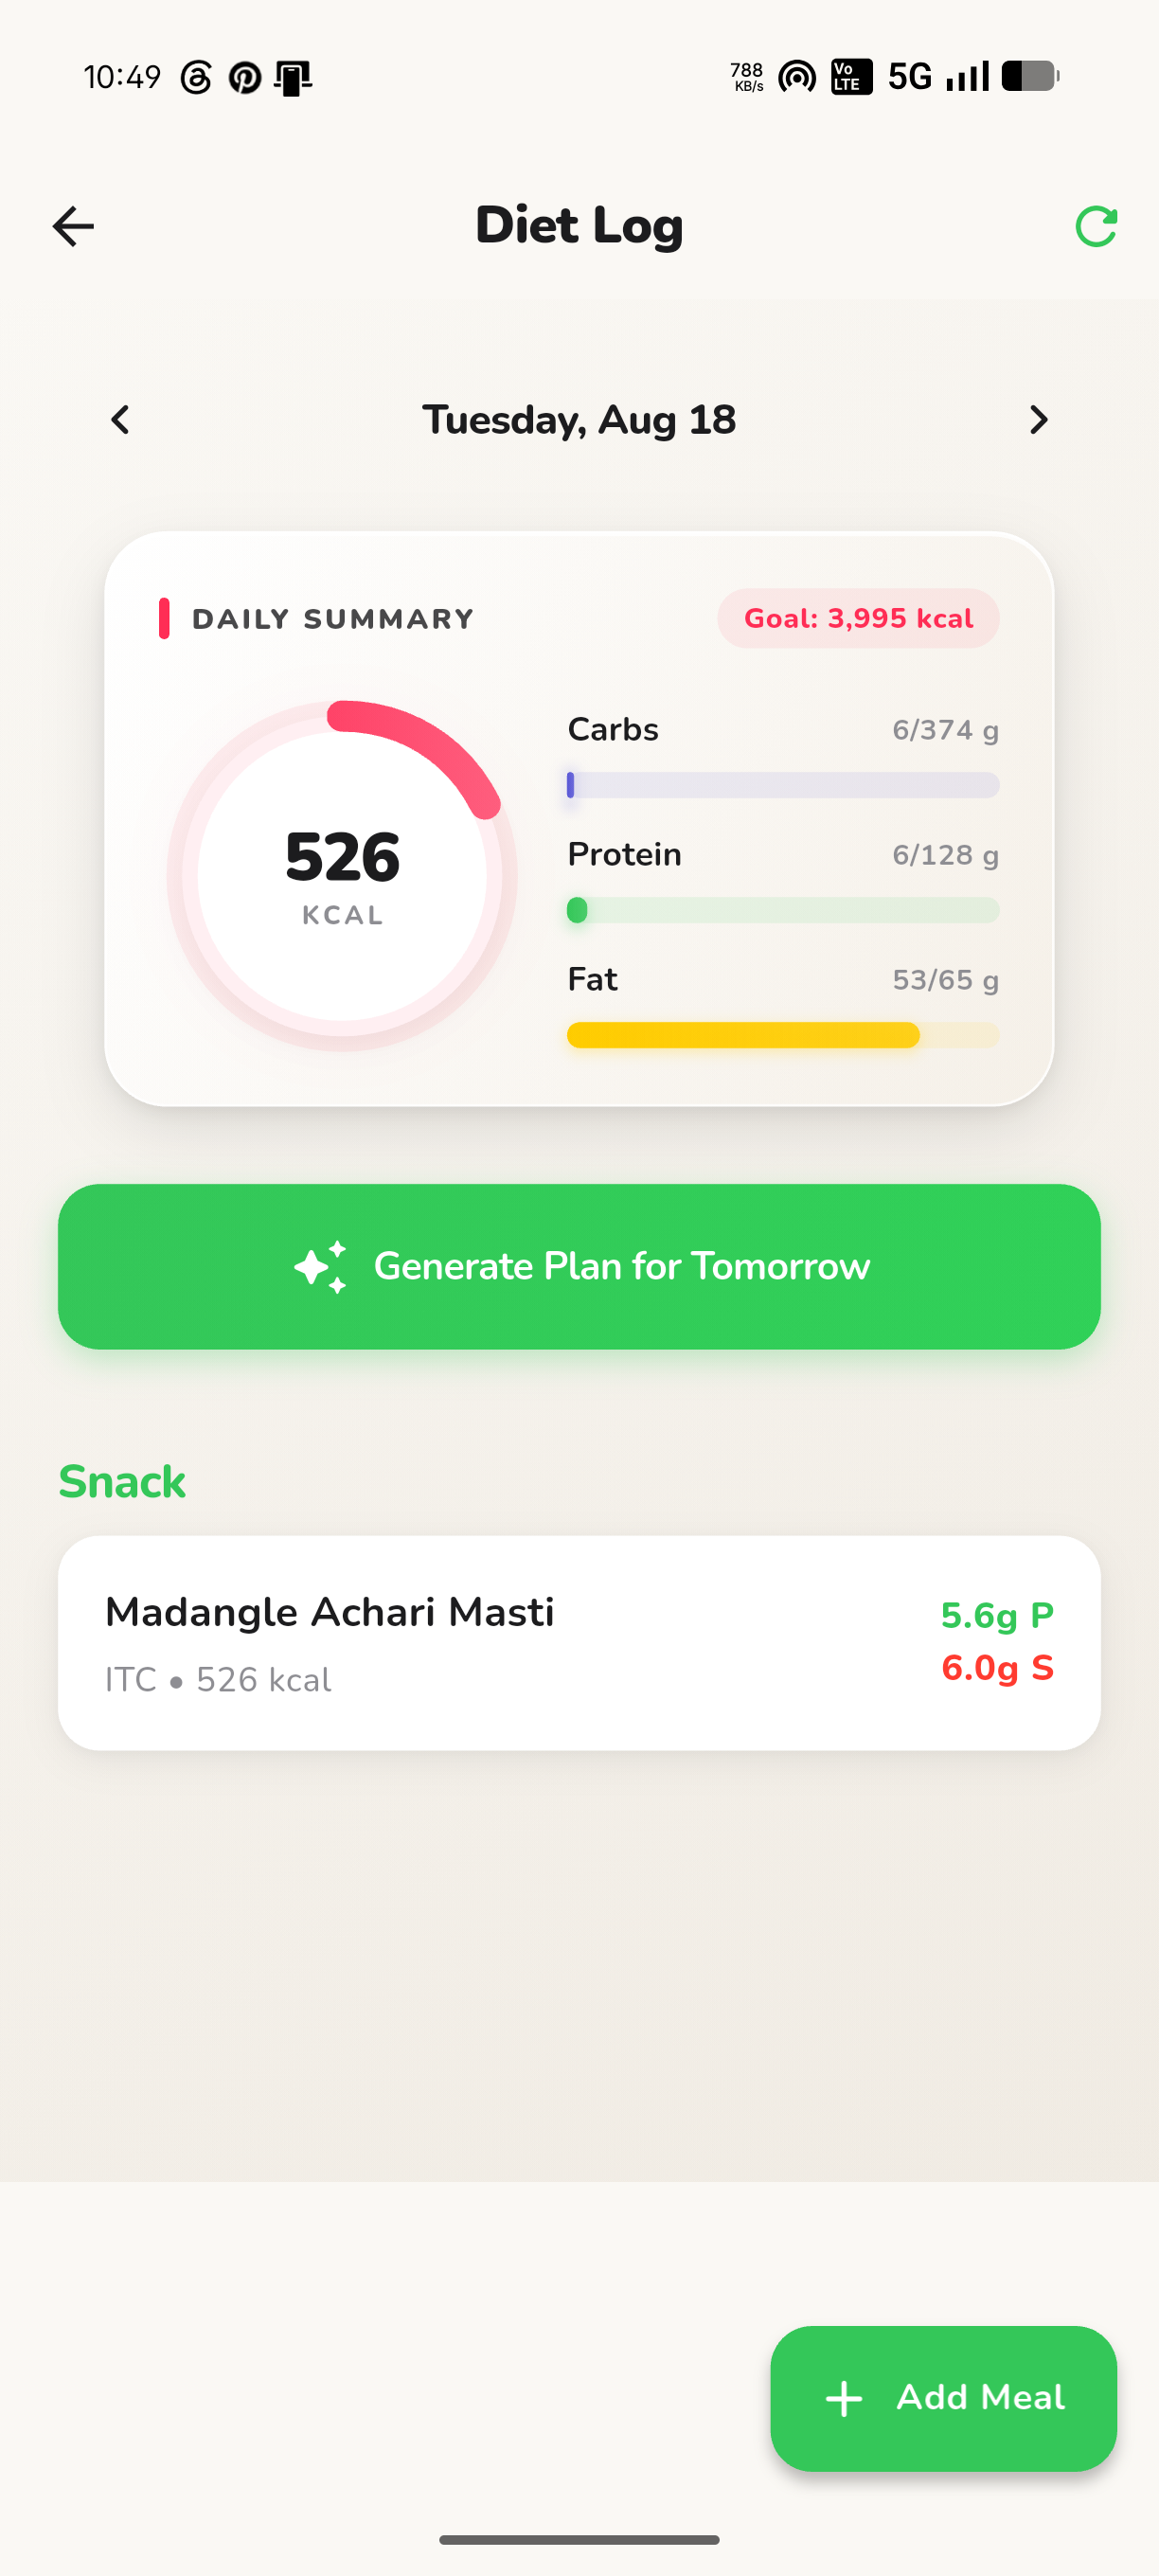 10:49
788
KB/s
Vo
LTE
5G
Diet Log
Tuesday, Aug 18
DAILY SUMMARY
Goal: 3,995 kcal
526
KCAL
Carbs 6/374 g
Protein 6/128 g
Fat 53/65 g
Generate Plan for Tomorrow
Snack
Madangle Achari Masti
ITC • 526 kcal
5.6g P
6.0g S
+ Add Meal